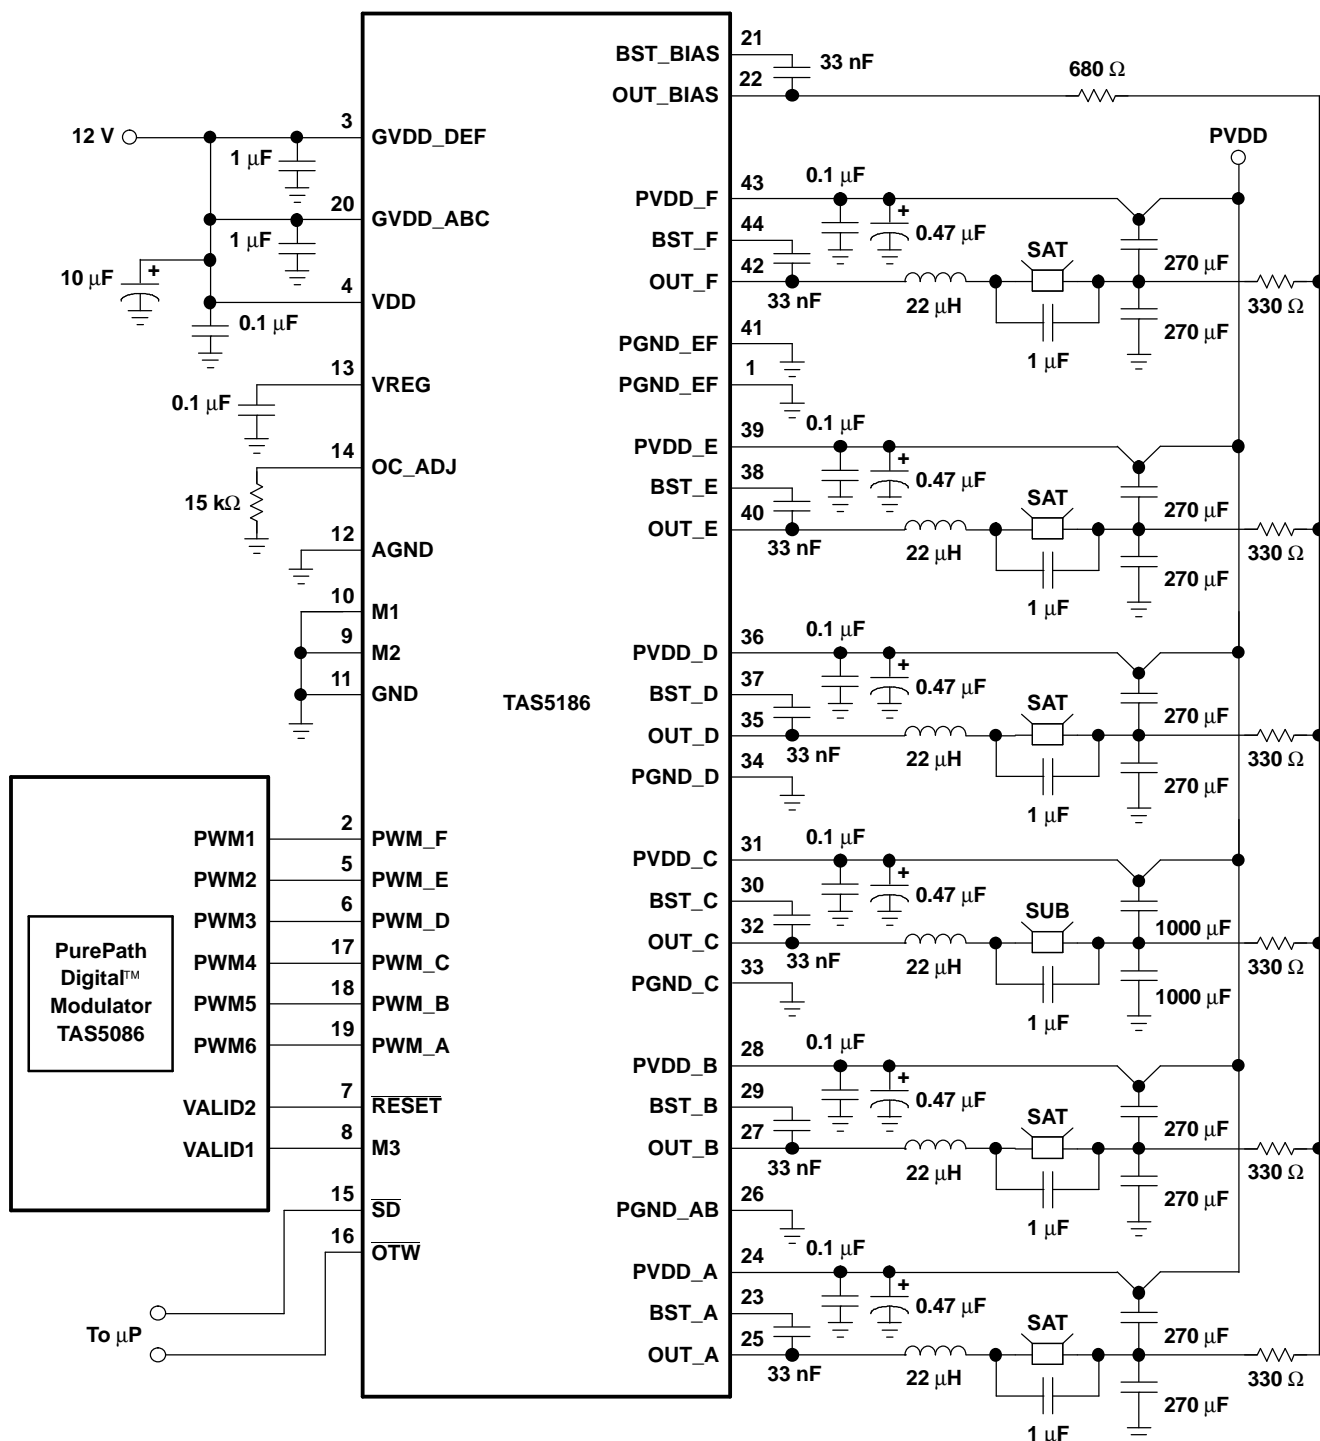 21
BST_BIAS
33 nF
22
OUT_BIAS
680 Ω
12 V
3
GVDD_DEF
1 μF
20
GVDD_ABC
1 μF
10 μF
+
4
VDD
0.1 μF
13
VREG
0.1 μF
14
OC_ADJ
15 kΩ
12
AGND
10
M1
9
M2
11
GND
TAS5186
PVDD
43
PVDD_F
0.1 μF
+
0.47 μF
44
BST_F
42
OUT_F
33 nF
22 μH
SAT
1 μF
270 μF
270 μF
330 Ω
41
PGND_EF
1
PGND_EF
39
PVDD_E
0.1 μF
+
0.47 μF
38
BST_E
40
OUT_E
33 nF
22 μH
SAT
1 μF
270 μF
270 μF
330 Ω
36
PVDD_D
0.1 μF
+
0.47 μF
37
BST_D
35
OUT_D
33 nF
22 μH
SAT
1 μF
270 μF
270 μF
330 Ω
34
PGND_D
31
PVDD_C
0.1 μF
+
0.47 μF
30
BST_C
32
OUT_C
33 nF
22 μH
SUB
1 μF
1000 μF
1000 μF
330 Ω
33
PGND_C
28
PVDD_B
0.1 μF
+
0.47 μF
29
BST_B
27
OUT_B
33 nF
22 μH
SAT
1 μF
270 μF
270 μF
330 Ω
26
PGND_AB
24
PVDD_A
0.1 μF
+
0.47 μF
23
BST_A
25
OUT_A
33 nF
22 μH
SAT
1 μF
270 μF
270 μF
330 Ω
PurePath
Digital™
Modulator
TAS5086
PWM1
2
PWM_F
PWM2
5
PWM_E
PWM3
6
PWM_D
PWM4
17
PWM_C
PWM5
18
PWM_B
PWM6
19
PWM_A
VALID2
7
RESET
VALID1
8
M3
15
SD
16
OTW
To μP